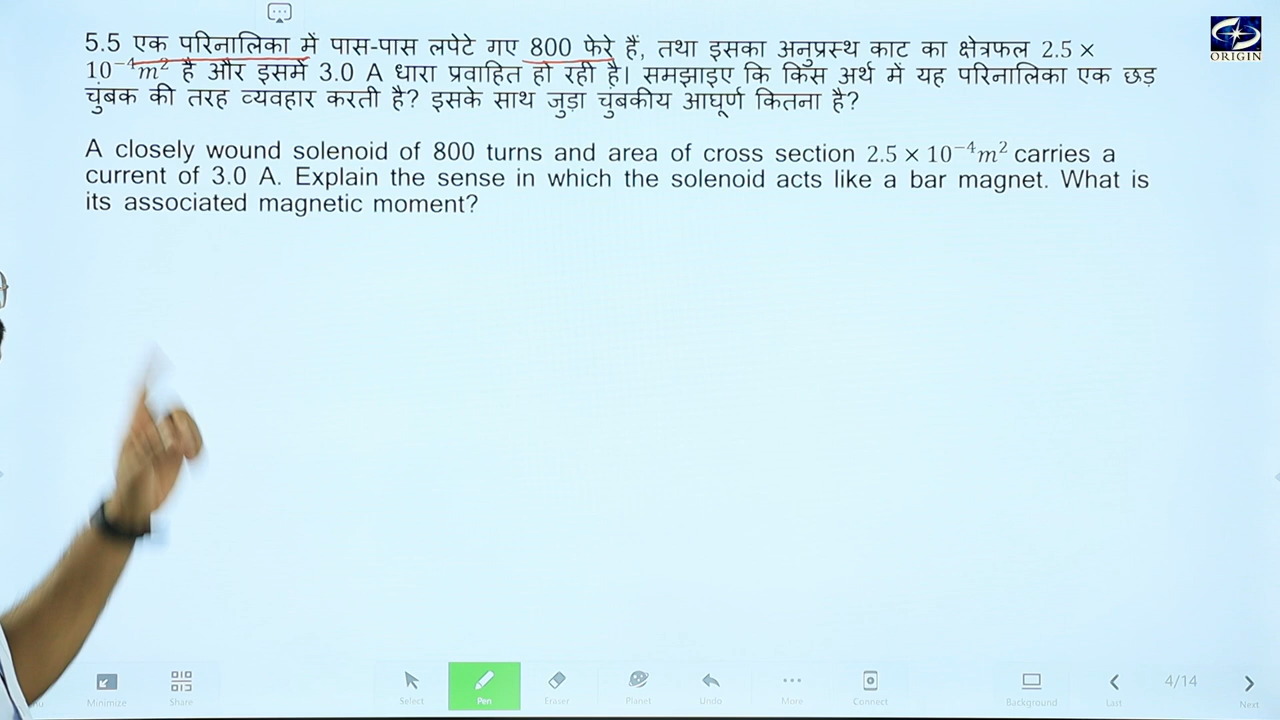 5.5 एक परिनालिका में पास-पास लपेटे गए 800 फेरे हैं, तथा इसका अनुप्रस्थ काट का क्षेत्रफल 2.5 ×
10⁻⁴m² है और इसमें 3.0 A धारा प्रवाहित हो रही है। समझाइए कि किस अर्थ में यह परिनालिका एक छड़
चुंबक की तरह व्यवहार करती है? इसके साथ जुड़ा चुंबकीय आघूर्ण कितना है?
A closely wound solenoid of 800 turns and area of cross section 2.5 × 10⁻⁴m² carries a
current of 3.0 A. Explain the sense in which the solenoid acts like a bar magnet. What is
its associated magnetic moment?
ORIGIN
Minimize Share Select Pen Eraser Planet Undo More Connect Background Last 4/14 Next